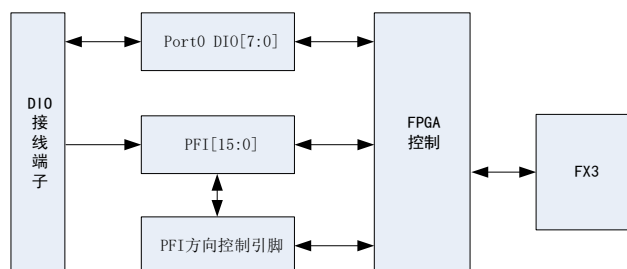 Port0 DIO[7:0]
DIO
接
线
端
子
PFI[15:0]
PFI方向控制引脚
FPGA
控制
FX3